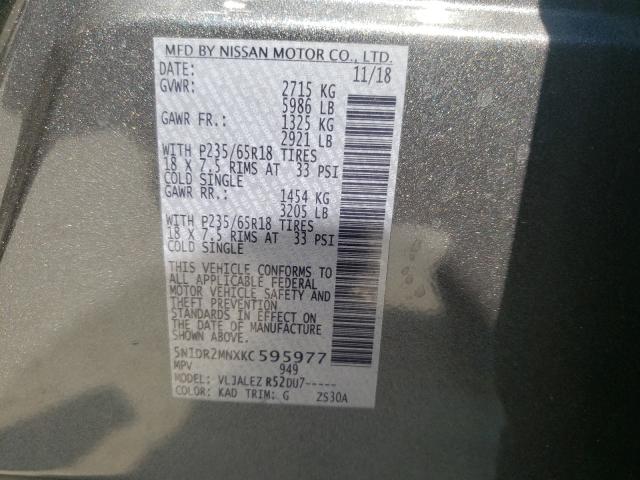 MFD BY NISSAN MOTOR CO., LTD.
DATE: 11/18
GVWR: 2715 KG
5986 LB
GAWR FR.: 1325 KG
2921 LB
WITH P235/65R18 TIRES
18 X 7.5 RIMS AT 33 PSI
COLD SINGLE
GAWR RR.: 1454 KG
3205 LB
WITH P235/65R18 TIRES
18 X 7.5 RIMS AT 33 PSI
COLD SINGLE
THIS VEHICLE CONFORMS TO
ALL APPLICABLE FEDERAL
MOTOR VEHICLE SAFETY AND
THEFT PREVENTION
STANDARDS IN EFFECT ON
THE DATE OF MANUFACTURE
SHOWN ABOVE.
5N1DR2MNXKC595977
MPV 949
MODEL: VLJALEZ R52DU7-----
COLOR: KAD TRIM: G ZS30A